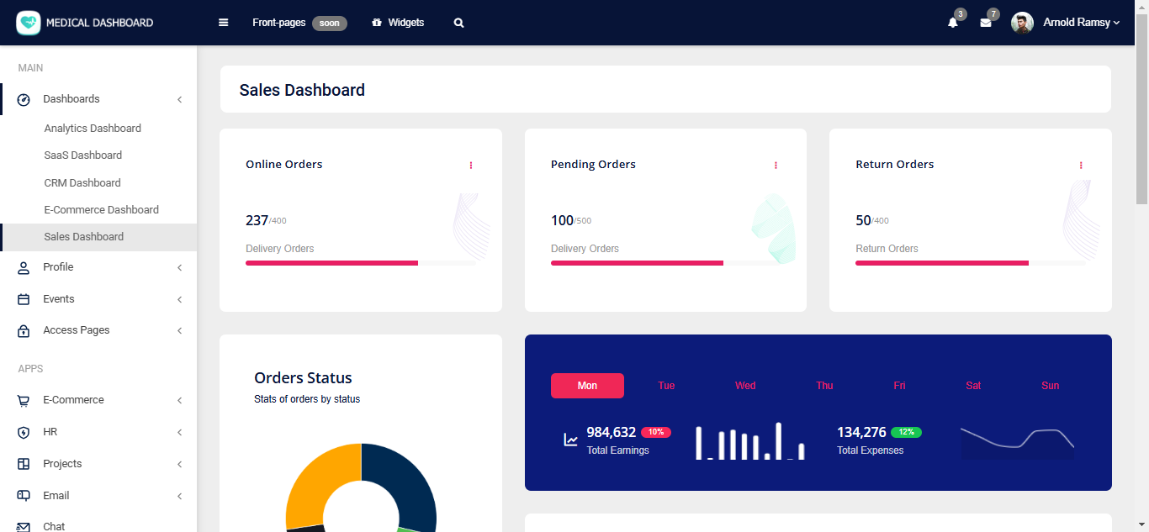 MEDICAL DASHBOARD
Front-pages soon Widgets
3 7 Arnold Ramsy
MAIN
Dashboards
Analytics Dashboard
SaaS Dashboard
CRM Dashboard
E-Commerce Dashboard
Sales Dashboard
Profile
Events
Access Pages
APPS
E-Commerce
HR
Projects
Email
Chat
Sales Dashboard
Online Orders
237/400
Delivery Orders
Pending Orders
100/500
Delivery Orders
Return Orders
50/400
Return Orders
Orders Status
Stats of orders by status
Mon Tue Wed Thu Fri Sat Sun
984,632 10%
Total Earnings
134,276 12%
Total Expenses